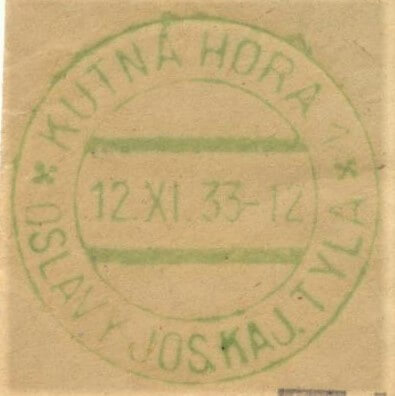 KUTNÁ HORA 1
12.XI.33-12
* OSLAVY JOS. KAJ. TYLA *